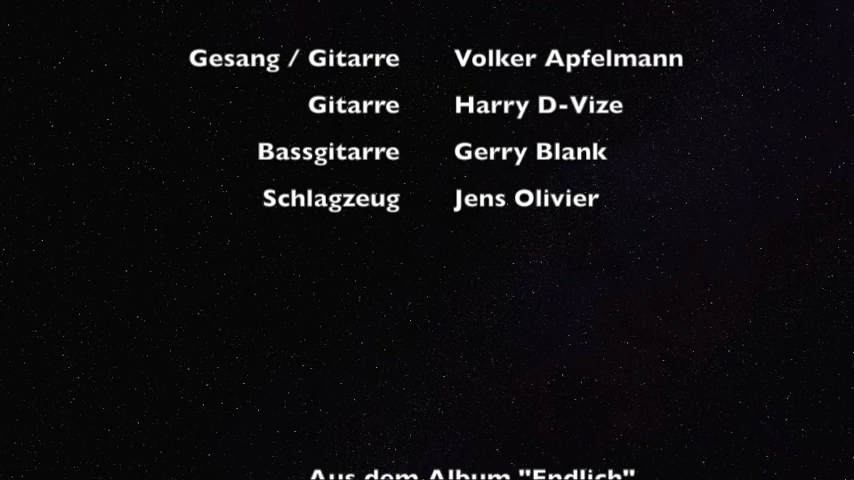 Gesang / Gitarre Volker Apfelmann
Gitarre Harry D-Vize
Bassgitarre Gerry Blank
Schlagzeug Jens Olivier
Aus dem Album "Endlich"